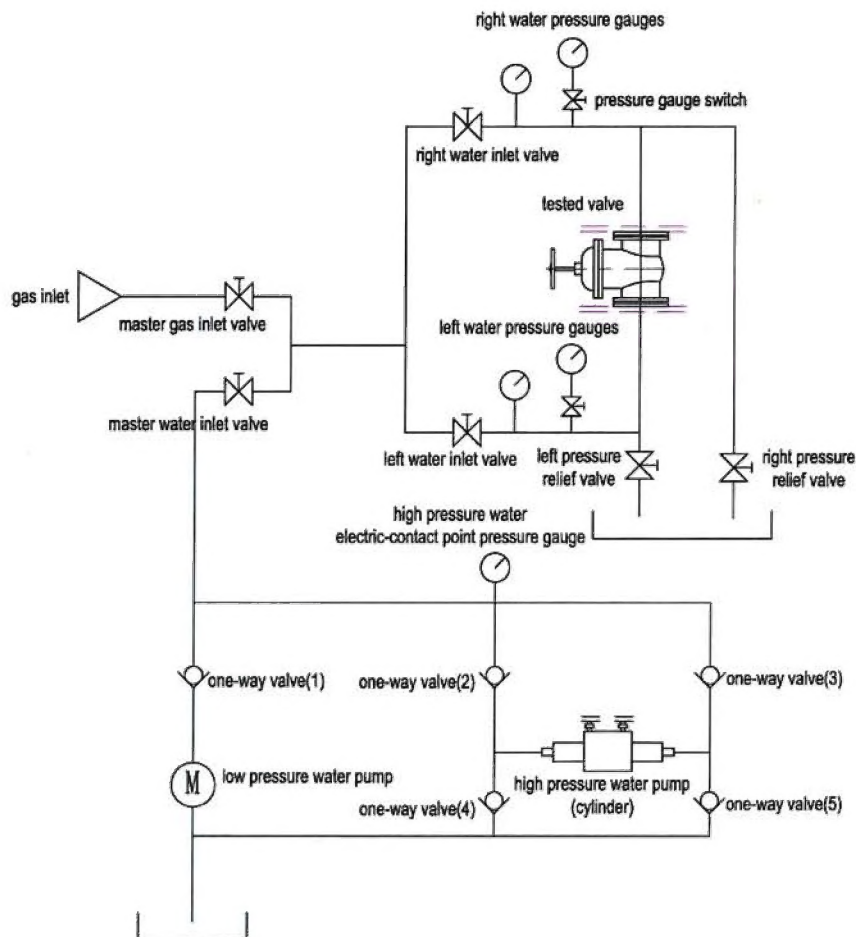 right water pressure gauges
pressure gauge switch
right water inlet valve
tested valve
gas inlet
master gas inlet valve
left water pressure gauges
master water inlet valve
left water inlet valve
left pressure
relief valve
right pressure
relief valve
high pressure water
electric-contact point pressure gauge
one-way valve(1)
one-way valve(2)
one-way valve(3)
M
low pressure water pump
high pressure water pump
(cylinder)
one-way valve(4)
one-way valve(5)